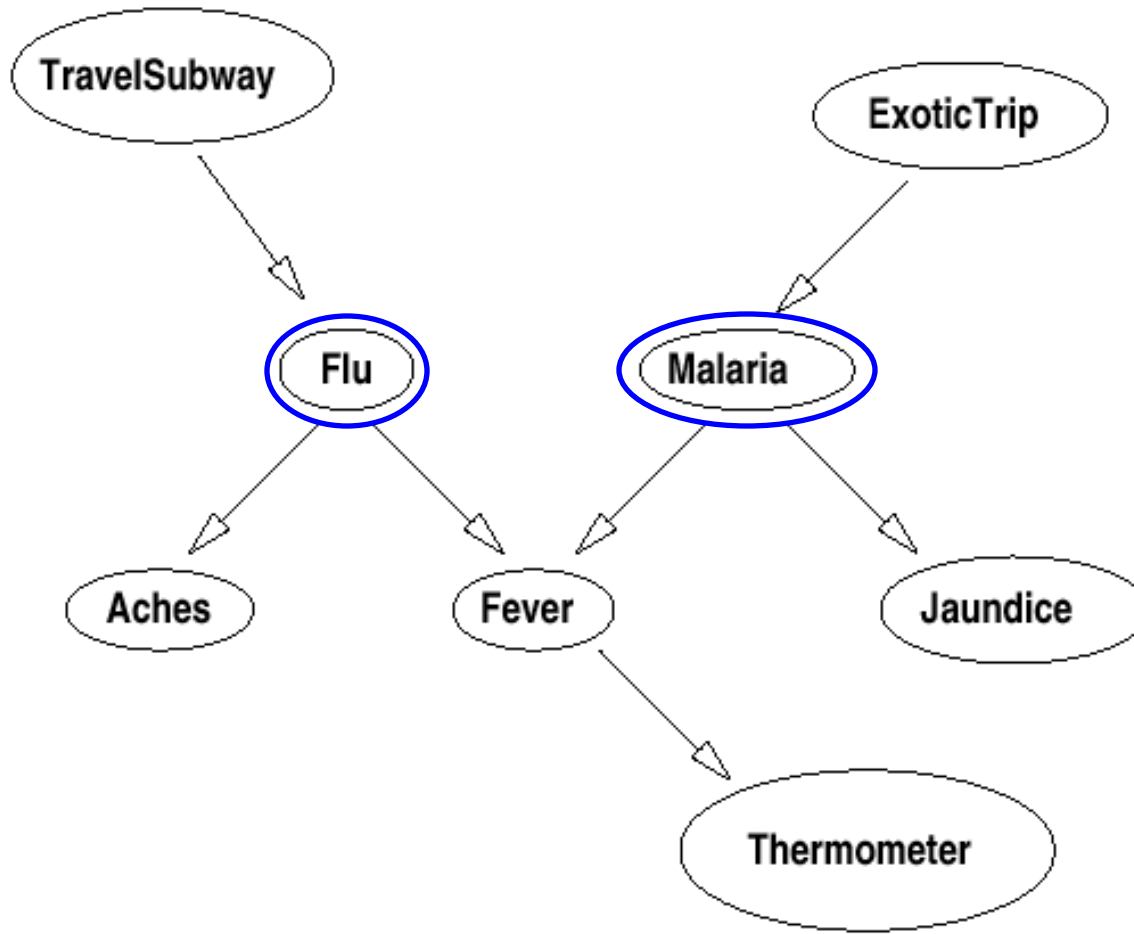 TravelSubway
ExoticTrip
Flu
Malaria
Aches
Fever
Jaundice
Thermometer